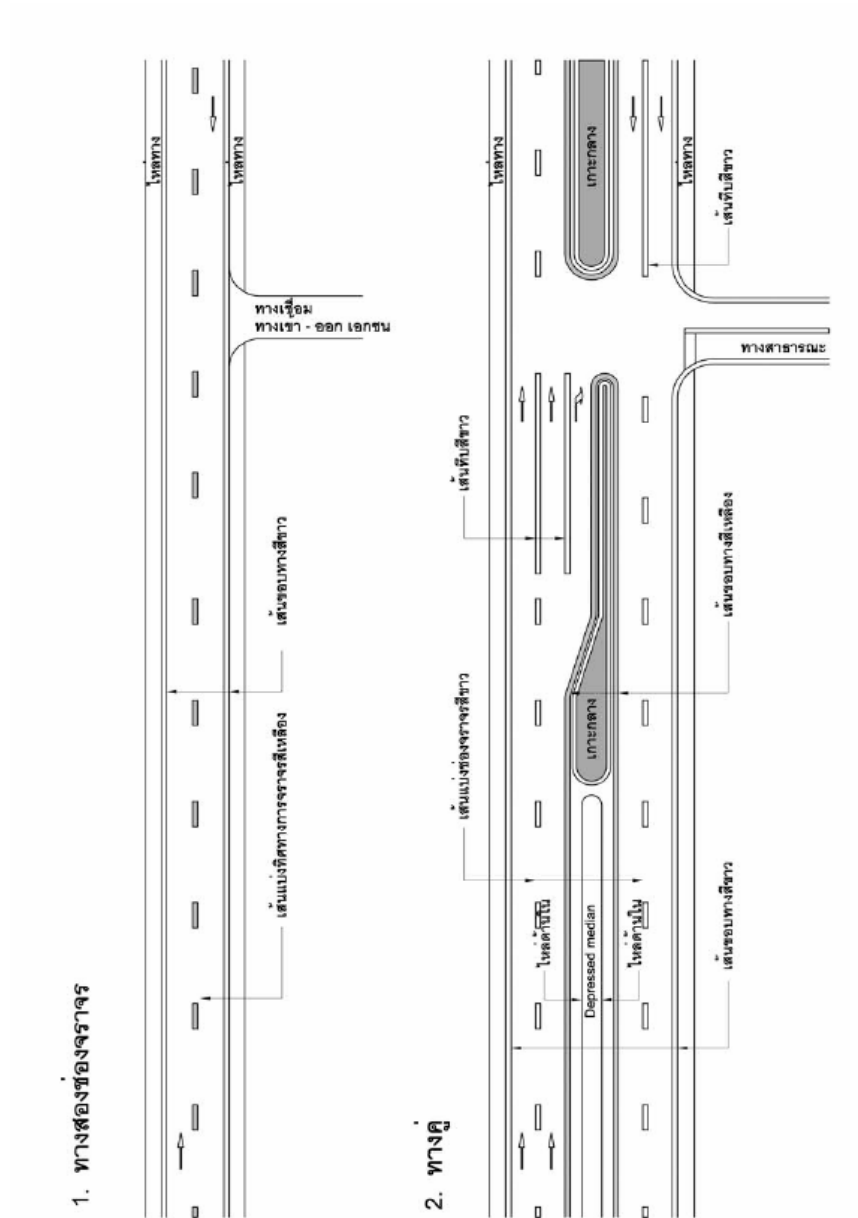 1. ทางสองช่องจราจร
ไหล่ทาง
ไหล่ทาง
ทางเชื่อม
ทางเข้า - ออก เอกชน
เส้นขอบทางสีขาว
เส้นแบ่งทิศทางการจราจรสีเหลือง
2. ทางคู่
ไหล่ทาง
เกาะกลาง
ไหล่ทาง
เส้นทึบสีขาว
ทางสาธารณะ
เส้นทึบสีขาว
เส้นขอบทางสีเหลือง
เกาะกลาง
เส้นแบ่งช่องจราจรสีขาว
ไหล่ด้านใน
Depressed median
ไหล่ด้านใน
เส้นขอบทางสีขาว